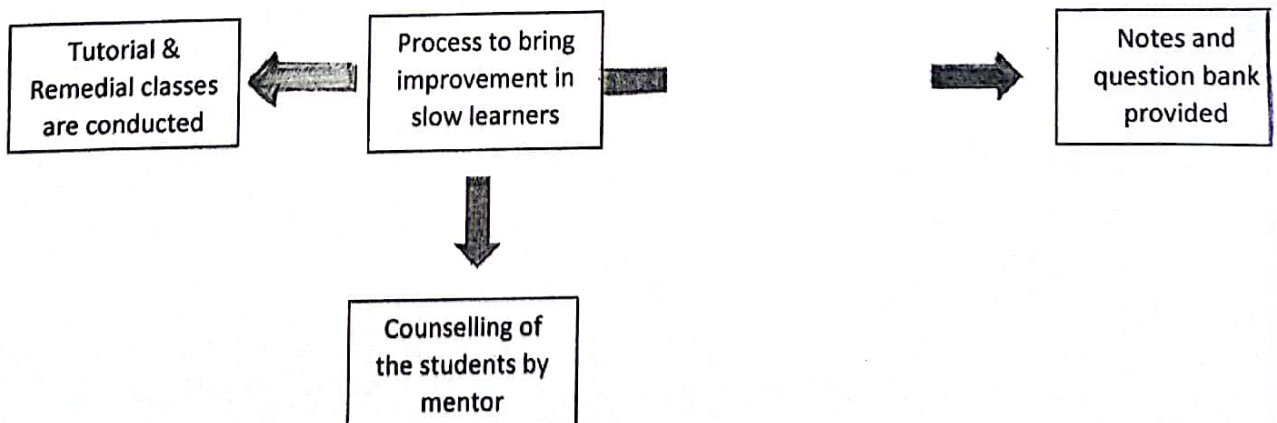 Tutorial &
Remedial classes
are conducted
Process to bring
improvement in
slow learners
Notes and
question bank
provided
Counselling of
the students by
mentor